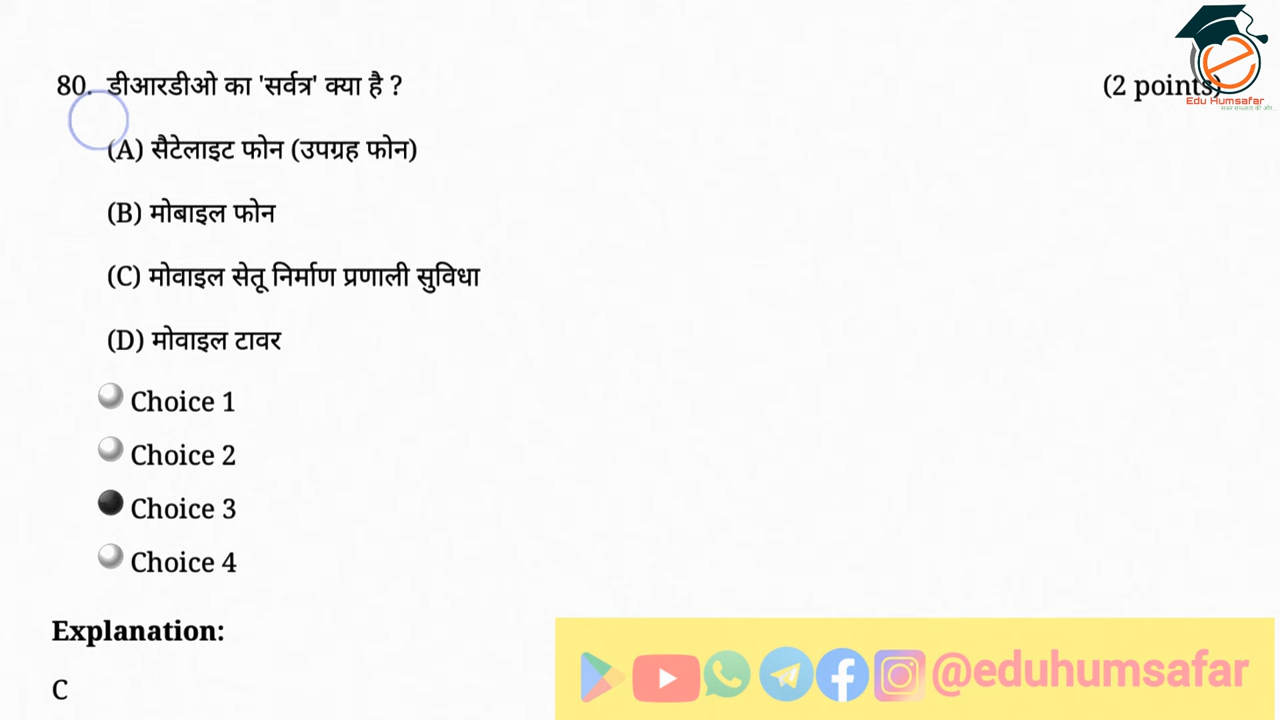 80. डीआरडीओ का 'सर्वत्र' क्या है ? (2 points)
Edu Humsafar
(A) सैटेलाइट फोन (उपग्रह फोन)
(B) मोबाइल फोन
(C) मोवाइल सेतू निर्माण प्रणाली सुविधा
(D) मोवाइल टावर
Choice 1
Choice 2
Choice 3
Choice 4
Explanation:
C
@eduhumsafar